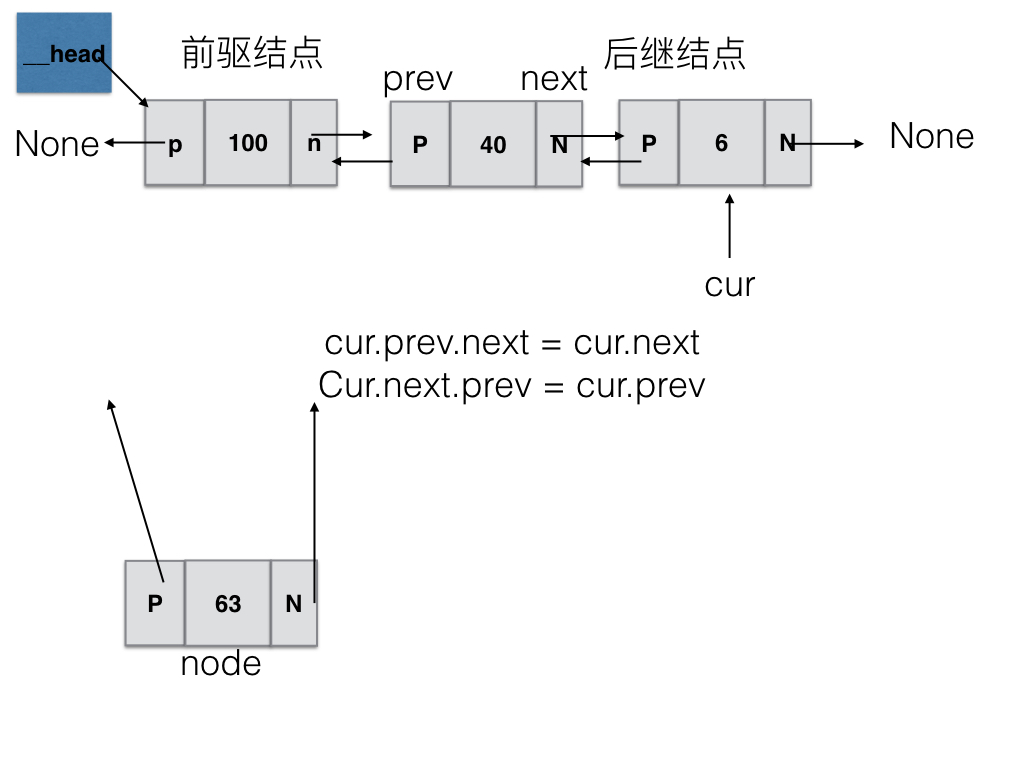 __head
前驱结点
后继结点
prev
next
None
p
100
n
P
40
N
P
6
N
None
cur
cur.prev.next = cur.next
Cur.next.prev = cur.prev
P
63
N
node